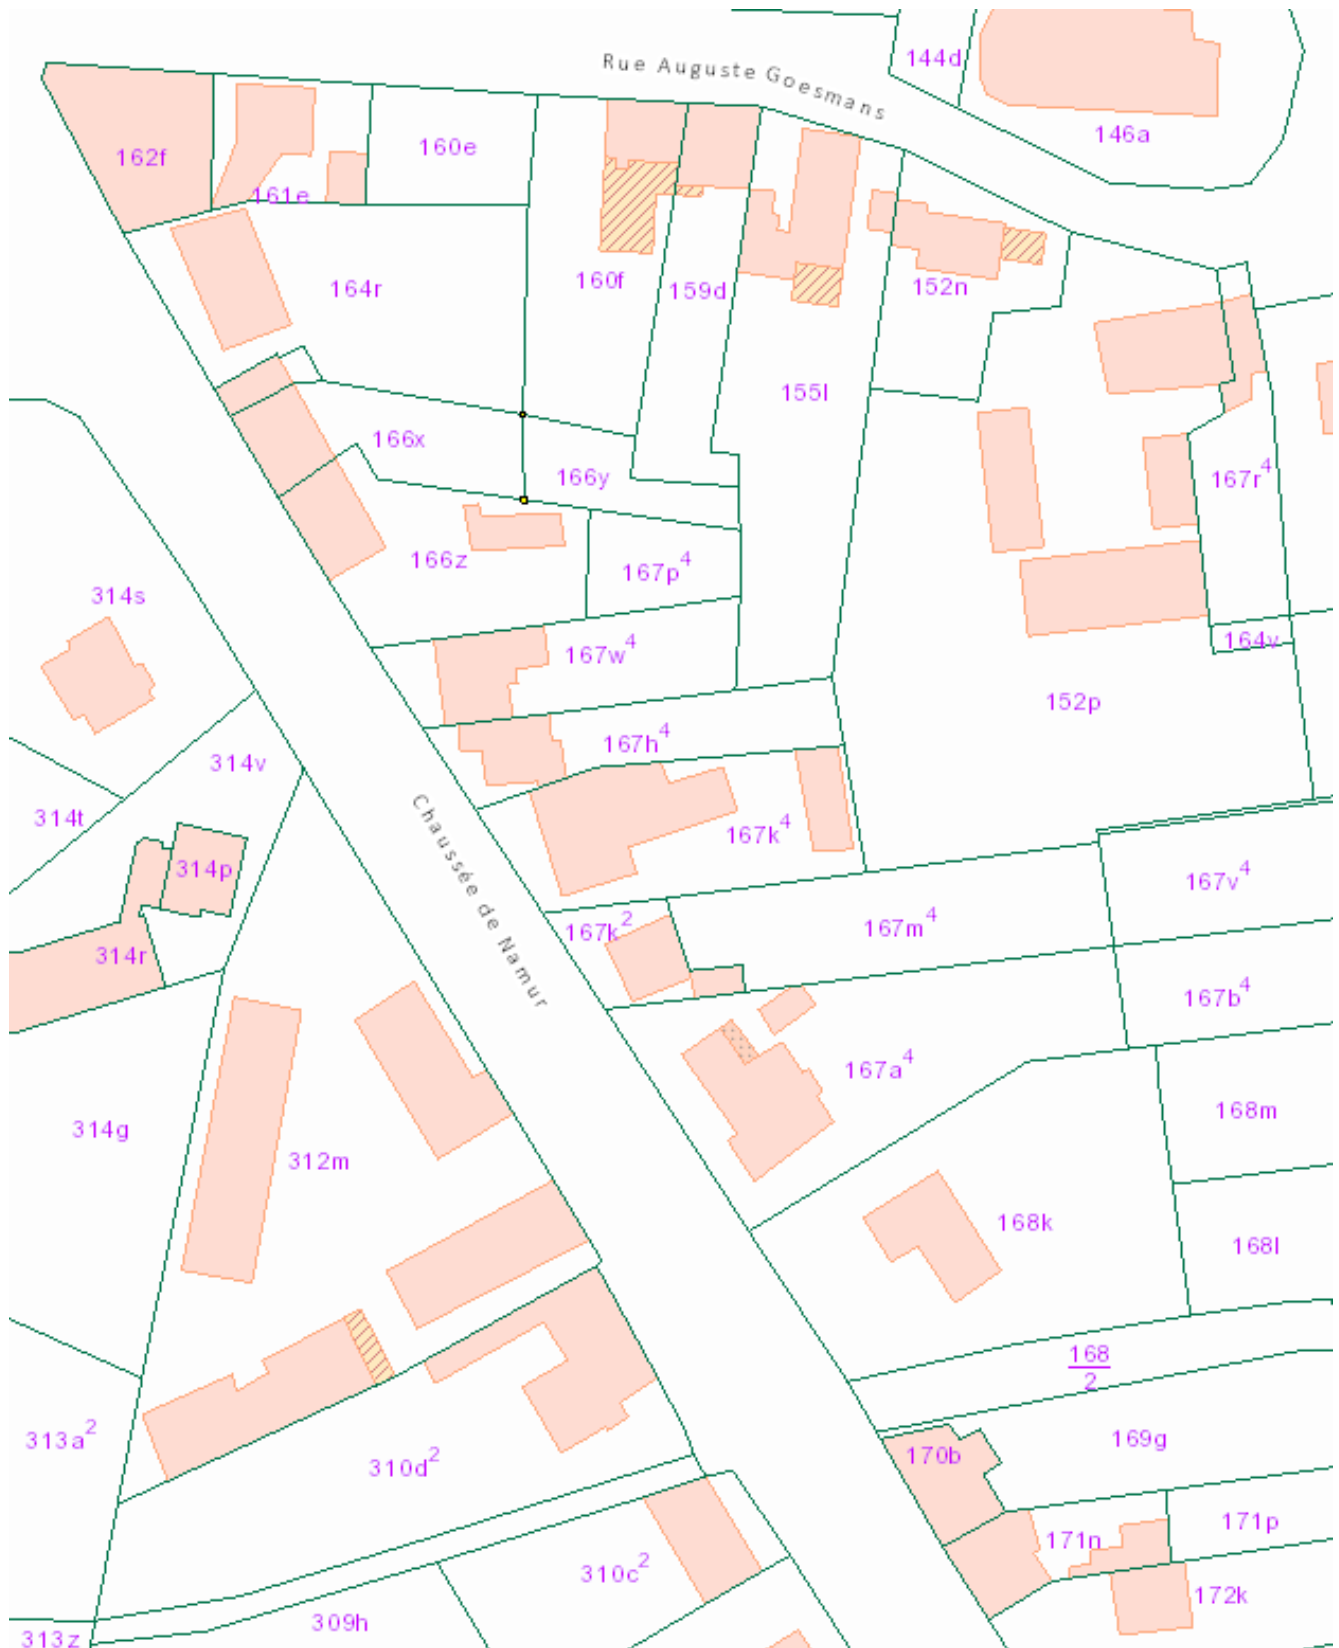 Rue Auguste Goesmans
144d
146a
162f
160e
161e
164r
160f
159d
152n
155l
166x
166y
167r⁴
166z
167p⁴
314s
167w⁴
164v
152p
167h⁴
314v
314t
167k⁴
Chaussée de Namur
314p
167v⁴
167k²
167m⁴
314r
167b⁴
167a⁴
314g
168m
312m
168k
168l
168
2
313a²
310d²
170b
169g
171n
171p
310c²
172k
309h
313z